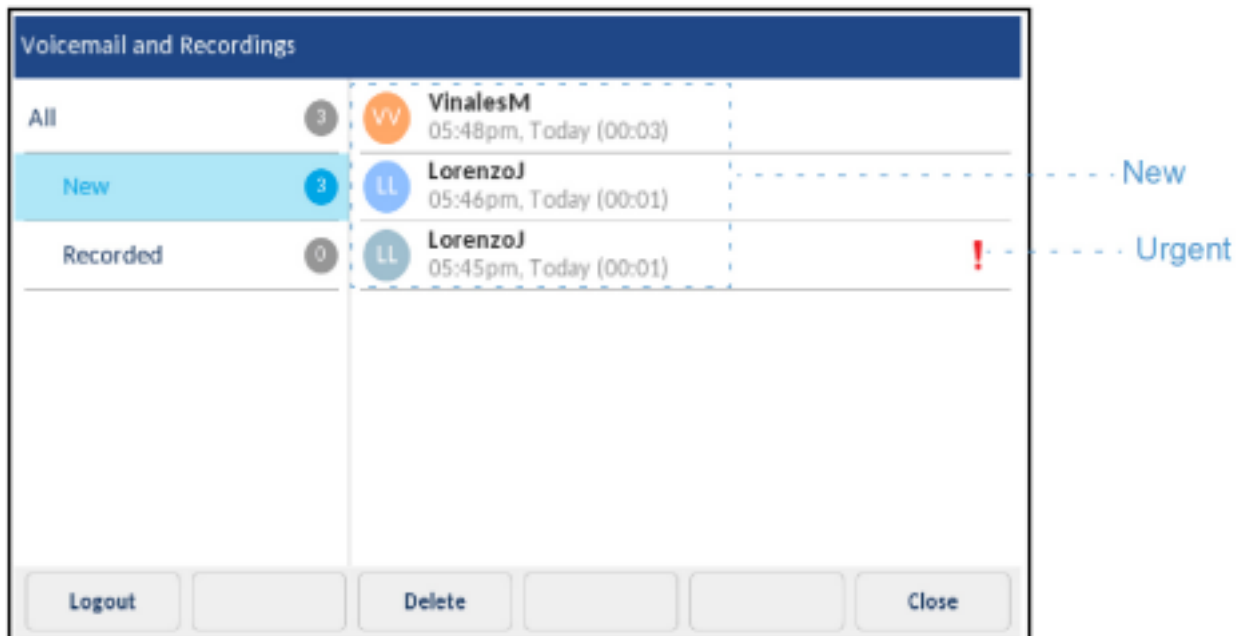 Voicemail and Recordings
All 3
New 3
Recorded 0
VV VinalesM
05:48pm, Today (00:03)
LL LorenzoJ
05:46pm, Today (00:01)
LL LorenzoJ
05:45pm, Today (00:01) !
New
Urgent
Logout Delete Close